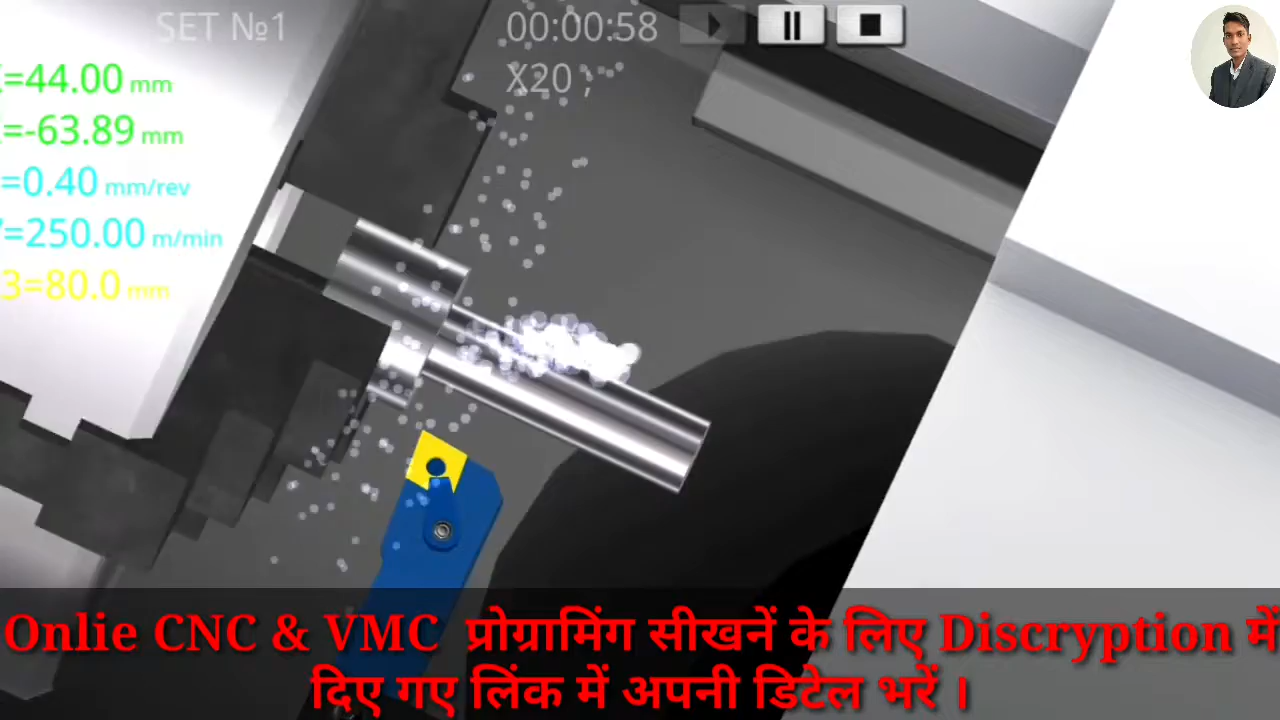 SET №1
00:00:58
X20 ;
=44.00 mm
=-63.89 mm
=0.40 mm/rev
=250.00 m/min
3=80.0 mm
Onlie CNC & VMC प्रोग्रामिंग सीखनें के लिए Discryption में
दिए गए लिंक में अपनी डिटेल भरें ।